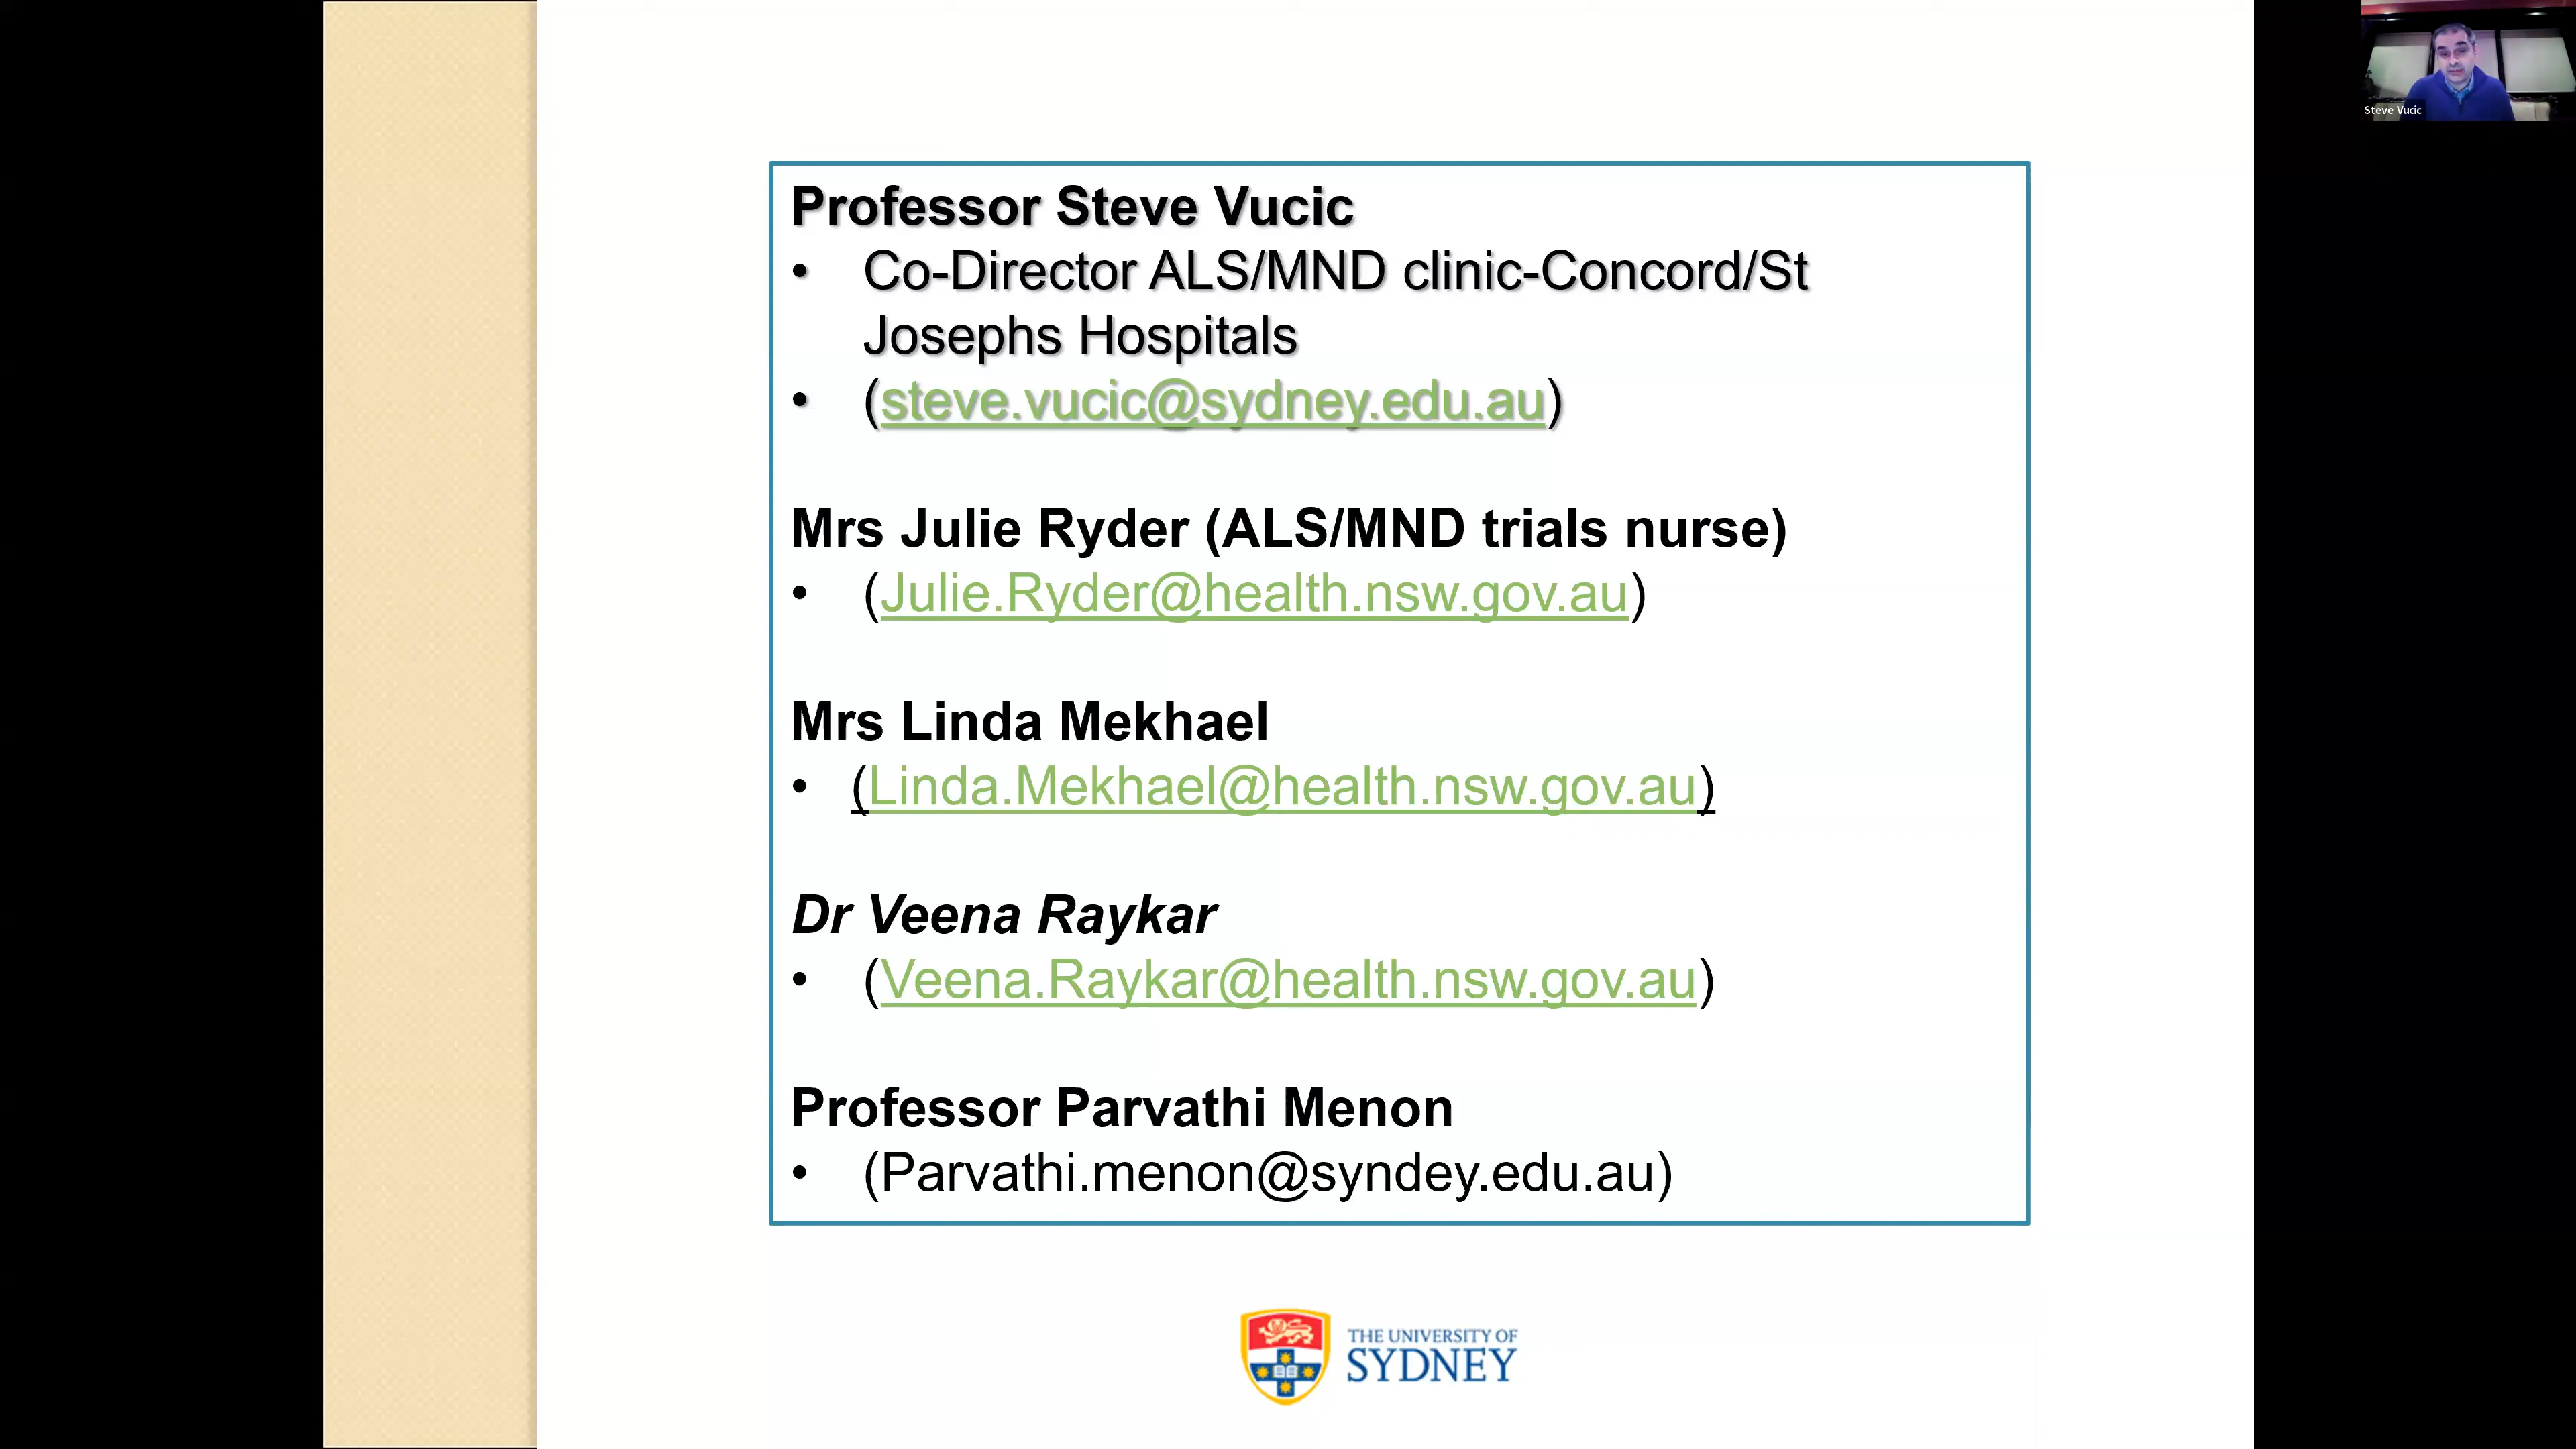 Steve Vucic
Professor Steve Vucic
• Co-Director ALS/MND clinic-Concord/St
Josephs Hospitals
• (steve.vucic@sydney.edu.au)
Mrs Julie Ryder (ALS/MND trials nurse)
• (Julie.Ryder@health.nsw.gov.au)
Mrs Linda Mekhael
• (Linda.Mekhael@health.nsw.gov.au)
Dr Veena Raykar
• (Veena.Raykar@health.nsw.gov.au)
Professor Parvathi Menon
• (Parvathi.menon@syndey.edu.au)
THE UNIVERSITY OF
SYDNEY